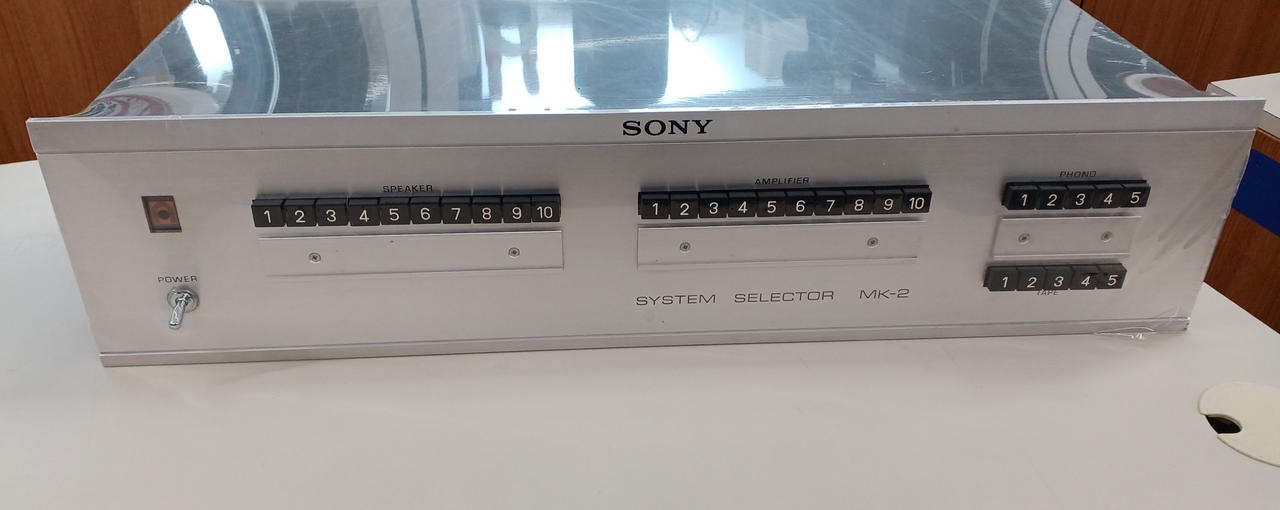 SONY
SPEAKER
1 2 3 4 5 6 7 8 9 10
AMPLIFIER
1 2 3 4 5 6 7 8 9 10
PHONO
1 2 3 4 5
POWER
SYSTEM SELECTOR MK-2
1 2 3 4 5
TAPE